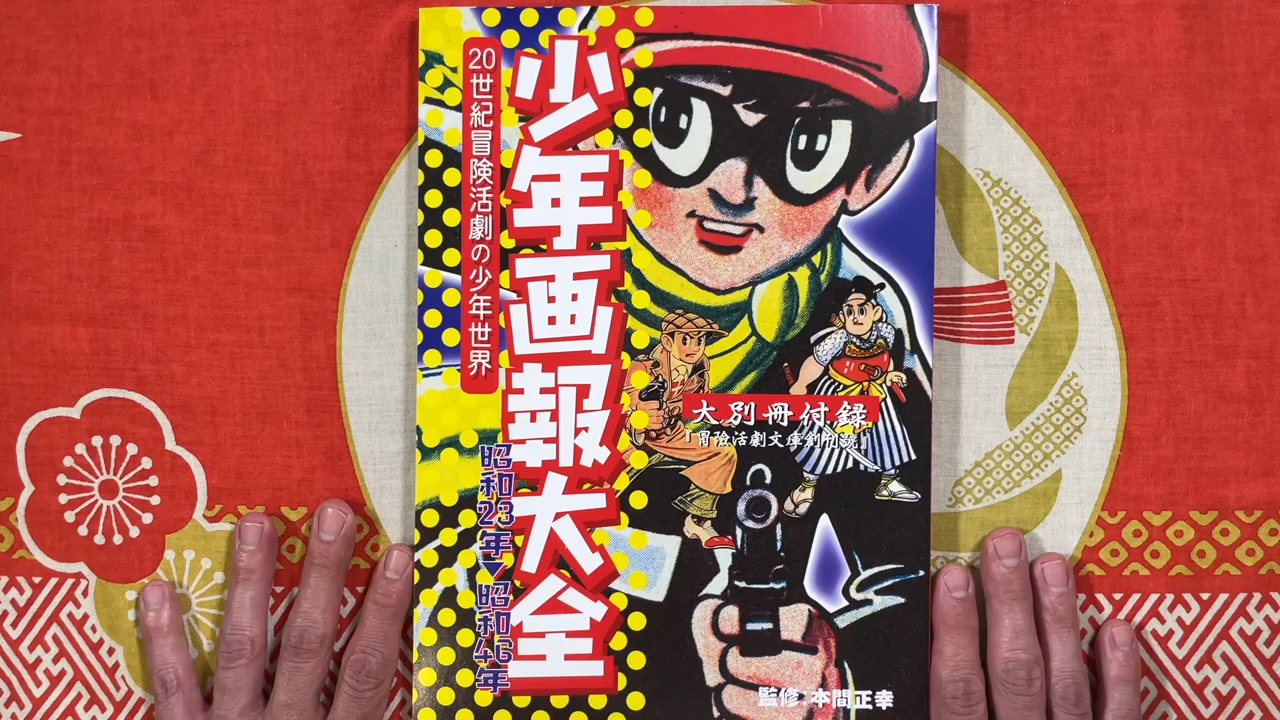 20世紀冒険活劇の少年世界
少年画報大全
昭和23年▼昭和46年
大別冊付録
『冒險活劇文庫創刊號』
監修:本間正幸